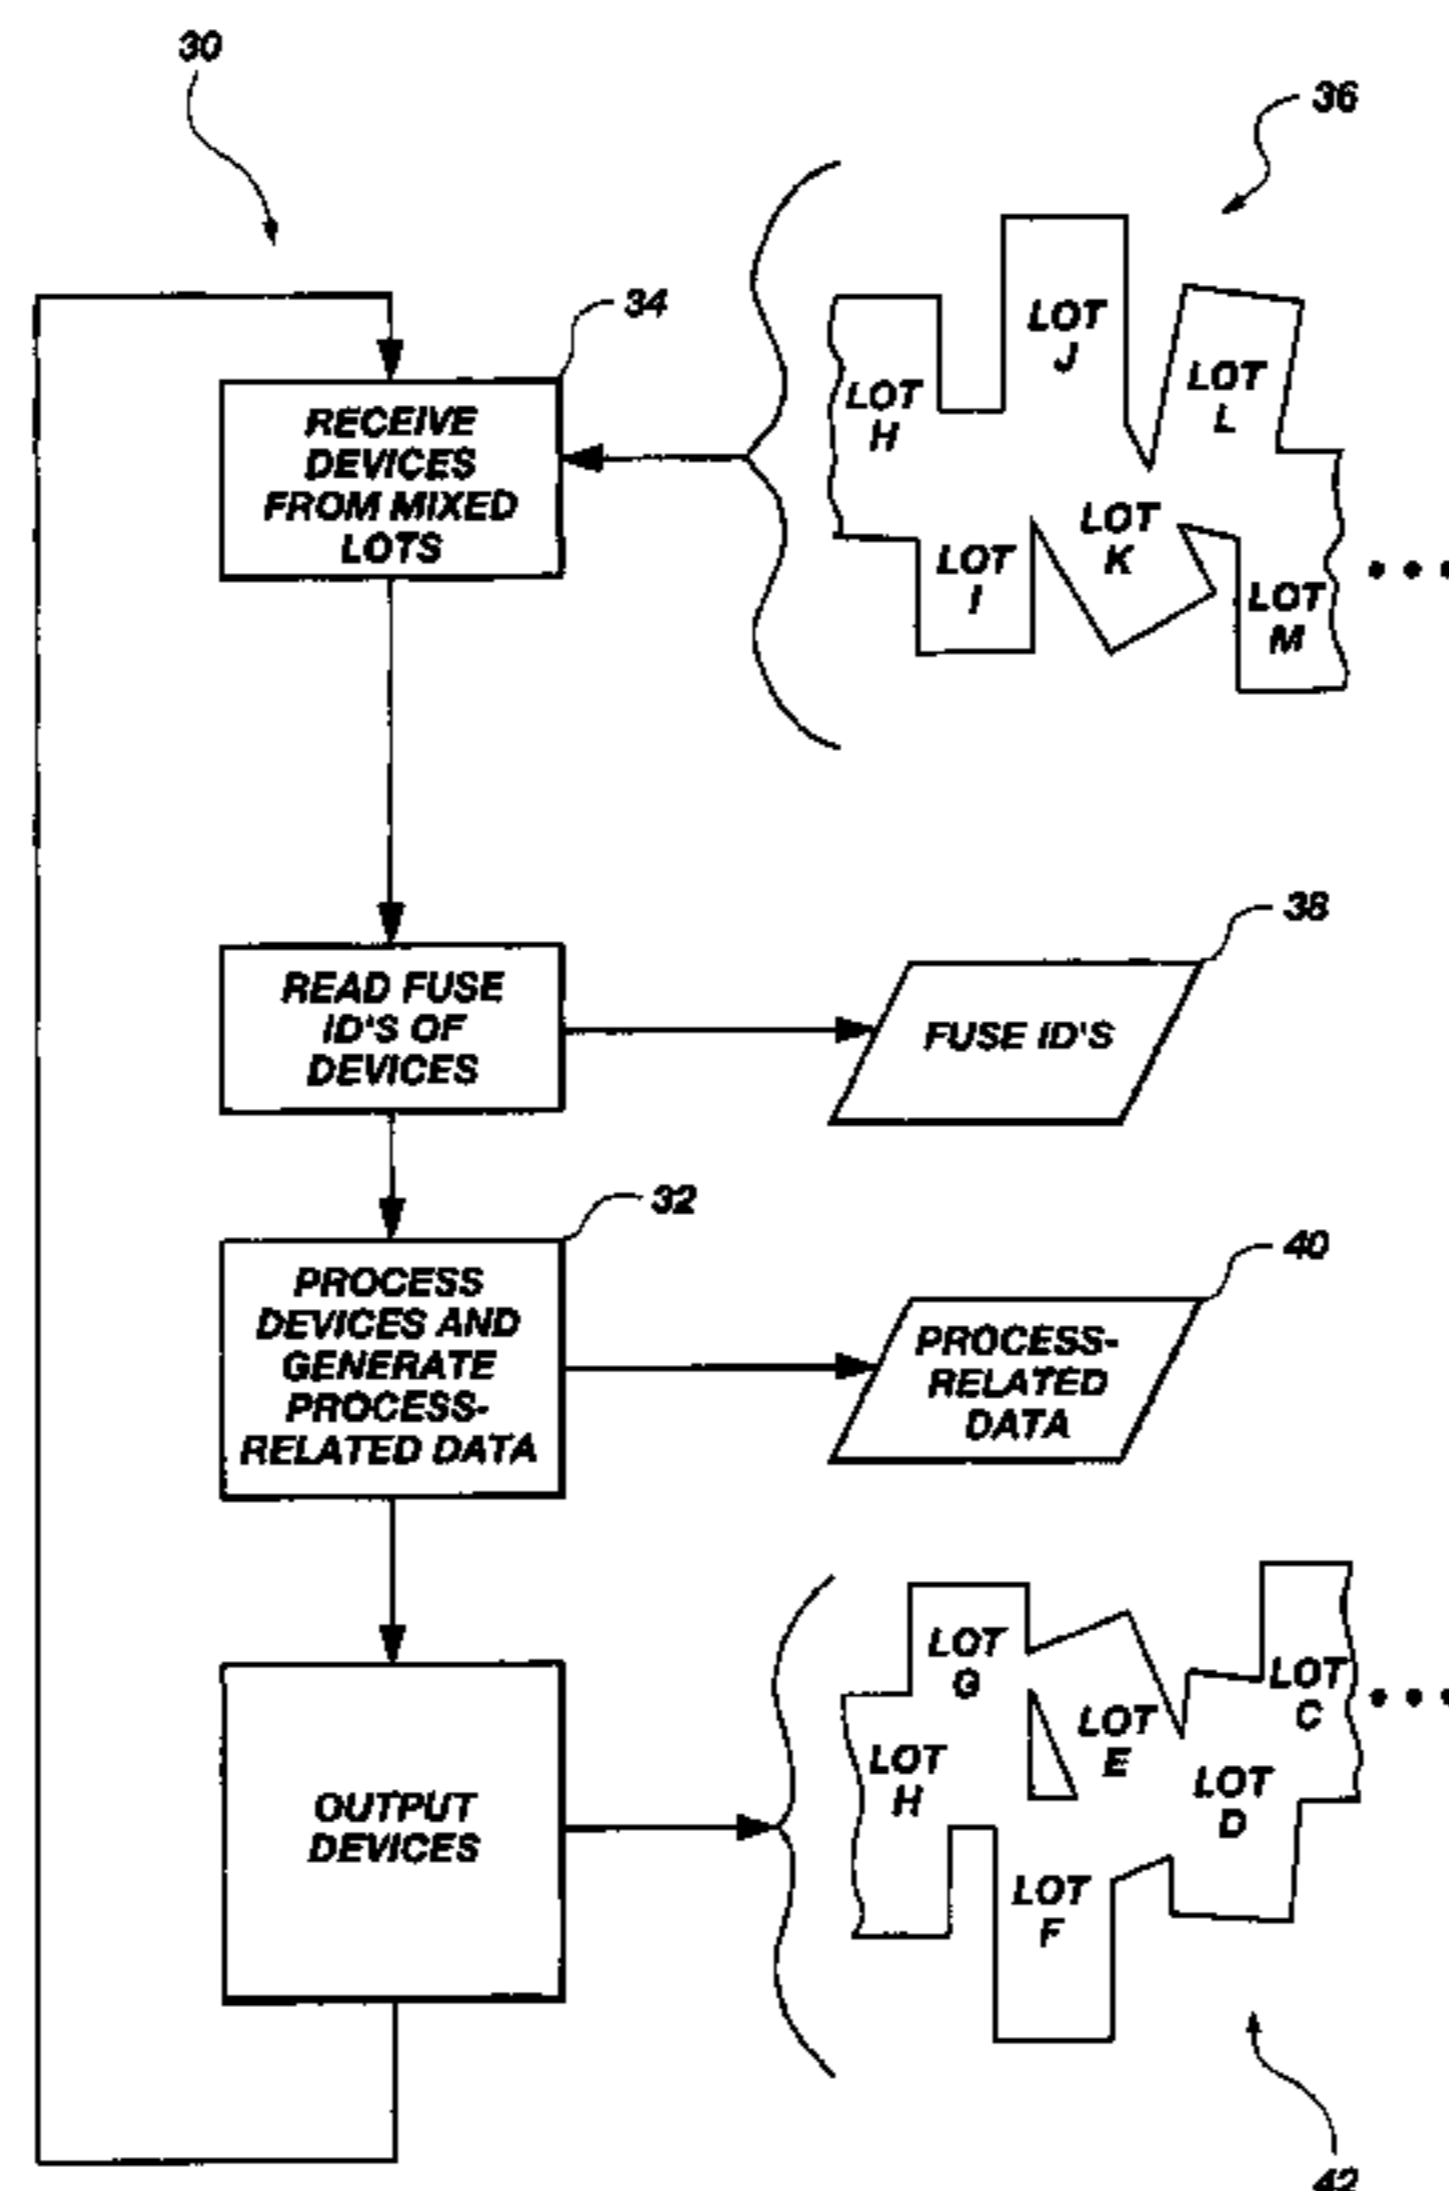 30
36
34
RECEIVE
DEVICES
FROM MIXED
LOTS
LOT
H
LOT
J
LOT
L
LOT
I
LOT
K
LOT
M
38
READ FUSE
ID'S OF
DEVICES
FUSE ID'S
32
40
PROCESS
DEVICES AND
GENERATE
PROCESS-
RELATED DATA
PROCESS-
RELATED
DATA
OUTPUT
DEVICES
LOT
G
LOT
H
LOT
E
LOT
C
LOT
D
LOT
F
42